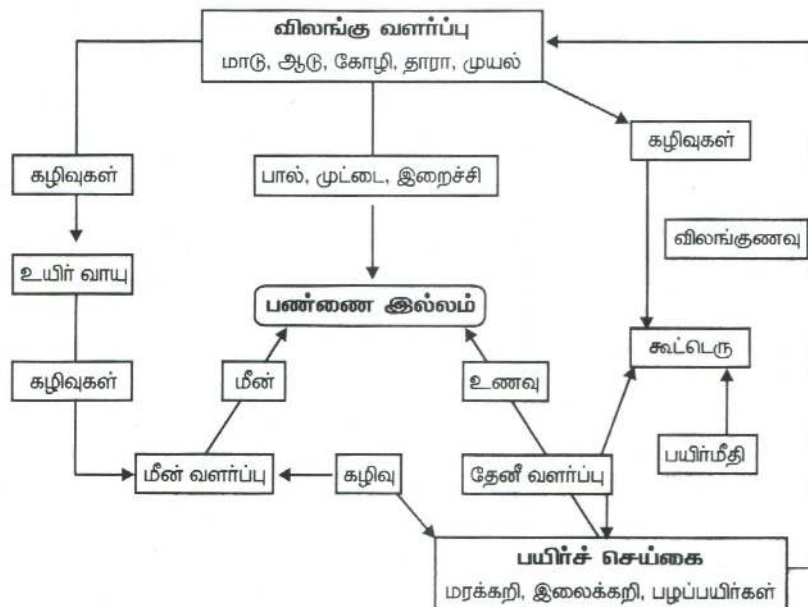 விலங்கு வளர்ப்பு
மாடு, ஆடு, கோழி, தாரா, முயல்
கழிவுகள்
கழிவுகள்
பால், முட்டை, இறைச்சி
விலங்குணவு
உயிர் வாயு
பண்ணை இல்லம்
கூட்டெரு
கழிவுகள்
மீன்
உணவு
பயிர்மீதி
மீன் வளர்ப்பு
கழிவு
தேனீ வளர்ப்பு
பயிர்ச் செய்கை
மரக்கறி, இலைக்கறி, பழப்பயிர்கள்